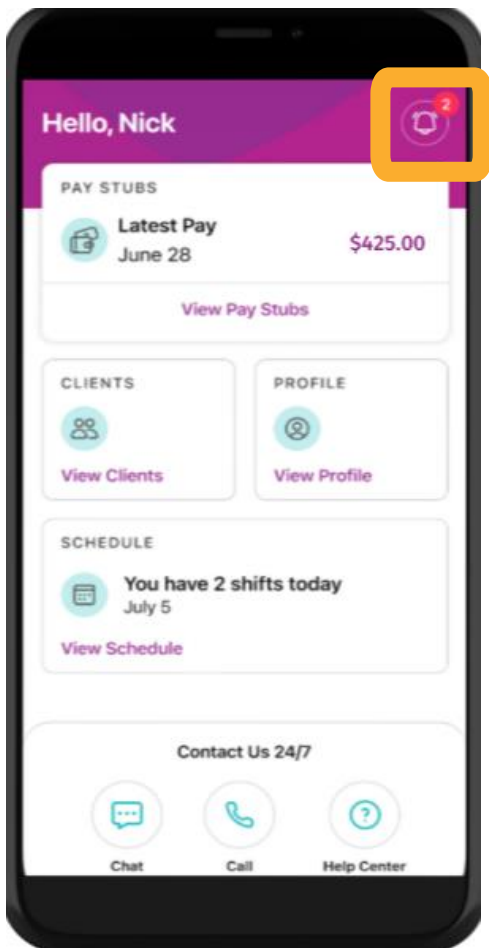 2
Hello, Nick
PAY STUBS
Latest Pay
June 28
$425.00
View Pay Stubs
CLIENTS
PROFILE
View Clients
View Profile
SCHEDULE
You have 2 shifts today
July 5
View Schedule
Contact Us 24/7
Chat
Call
Help Center